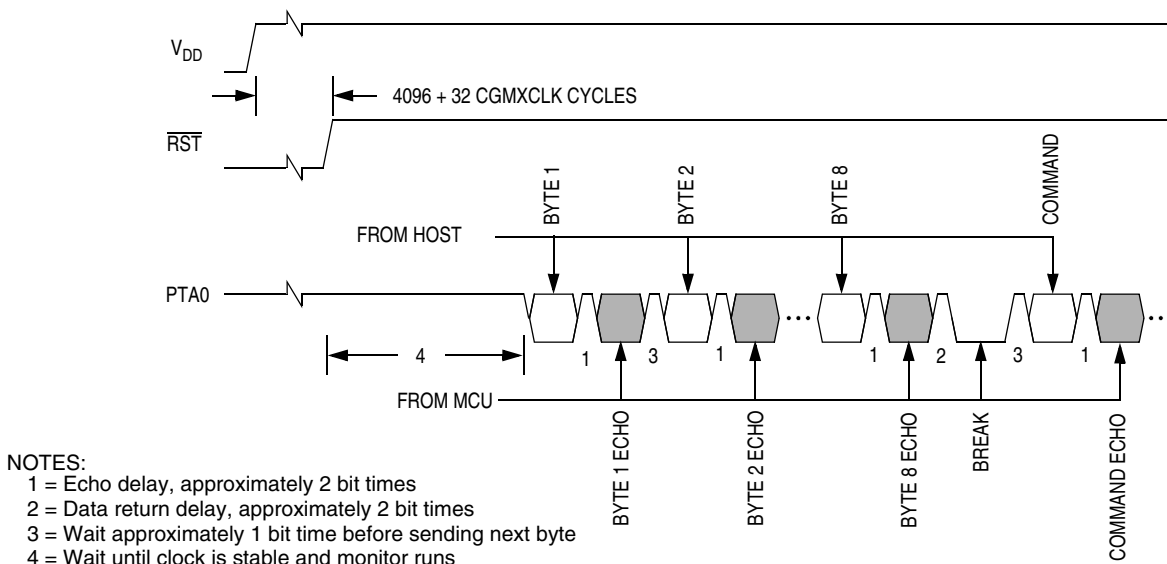 VDD
4096 + 32 CGMXCLK CYCLES
RST
BYTE 1
BYTE 2
BYTE 8
COMMAND
FROM HOST
PTA0
4
1
3
1
1
2
3
1
FROM MCU
BYTE 1 ECHO
BYTE 2 ECHO
BYTE 8 ECHO
BREAK
COMMAND ECHO
NOTES:
1 = Echo delay, approximately 2 bit times
2 = Data return delay, approximately 2 bit times
3 = Wait approximately 1 bit time before sending next byte
4 = Wait until clock is stable and monitor runs